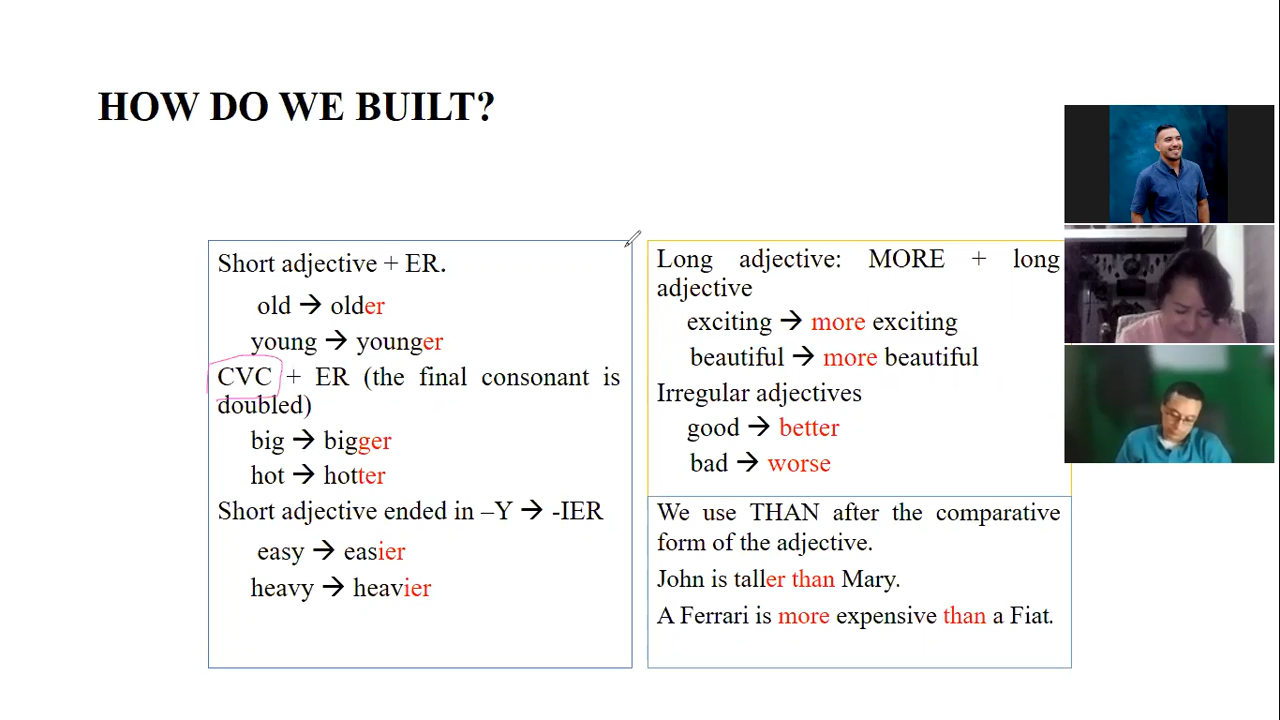 HOW DO WE BUILT?
Short adjective + ER.
old → older
young → younger
CVC + ER (the final consonant is
doubled)
big → bigger
hot → hotter
Short adjective ended in –Y → -IER
easy → easier
heavy → heavier
Long adjective: MORE + long
adjective
exciting → more exciting
beautiful → more beautiful
Irregular adjectives
good → better
bad → worse
We use THAN after the comparative
form of the adjective.
John is taller than Mary.
A Ferrari is more expensive than a Fiat.